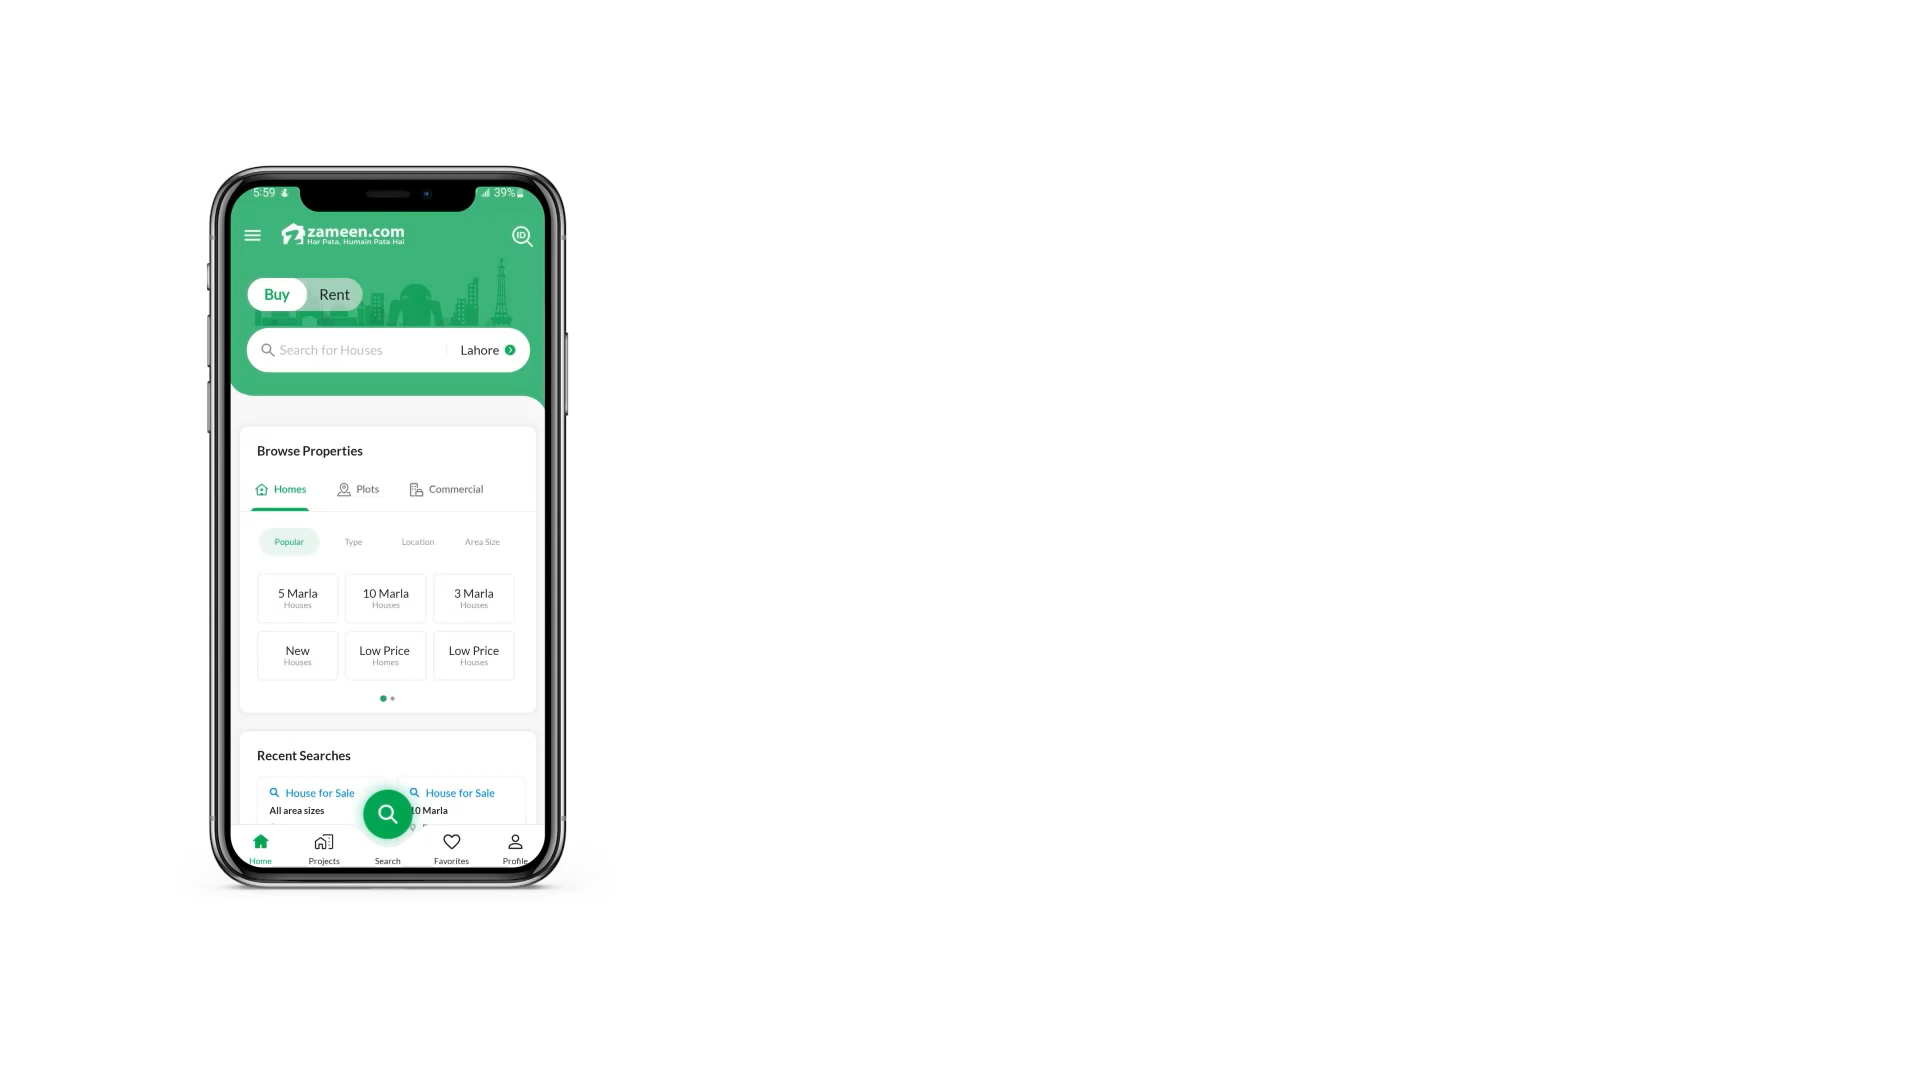 5:59
39%
zameen.com
Har Pata, Humain Pata Hai
ID
Buy Rent
Search for Houses Lahore
Browse Properties
Homes Plots Commercial
Popular Type Location Area Size
5 Marla 10 Marla 3 Marla
Houses Houses Houses
New Low Price Low Price
Houses Homes Houses
Recent Searches
House for Sale House for Sale
All area sizes 10 Marla
Home Projects Search Favorites Profile